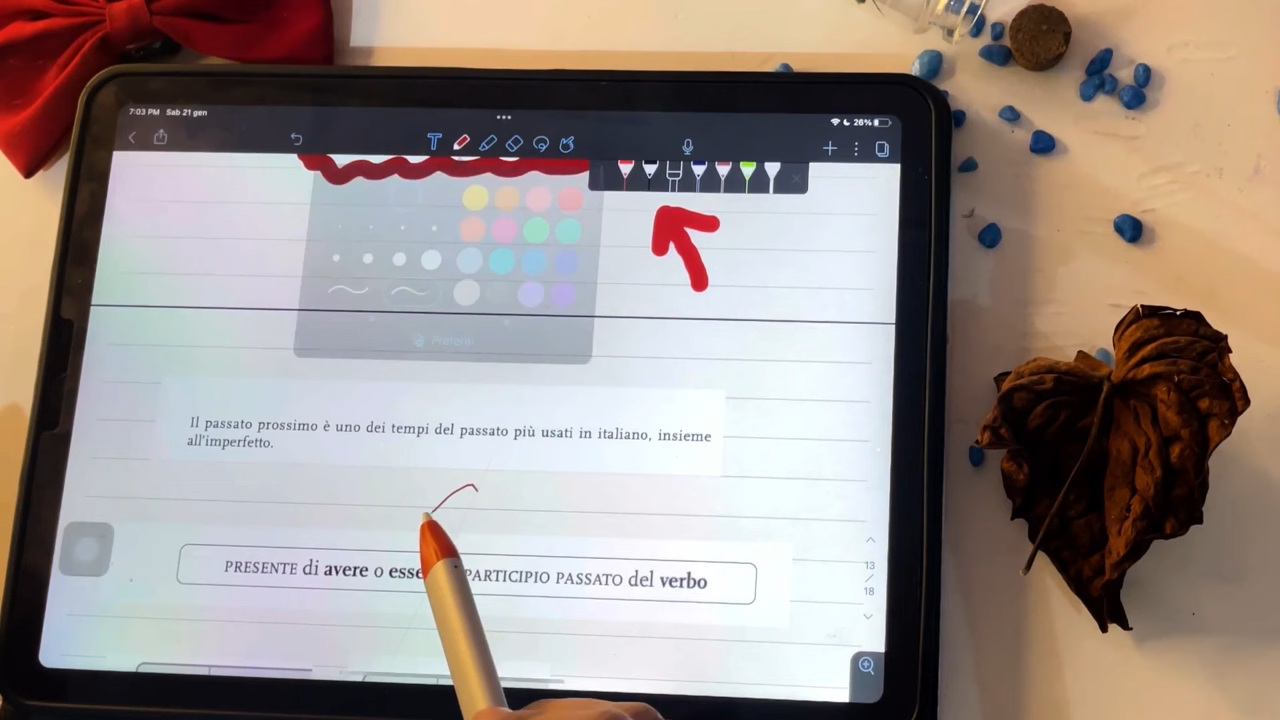 7:03 PM Sab 21 gen
26%
T
Il passato prossimo è uno dei tempi del passato più usati in italiano, insieme
all'imperfetto.
PRESENTE di avere o PARTICIPIO PASSATO del verbo
13
/
18